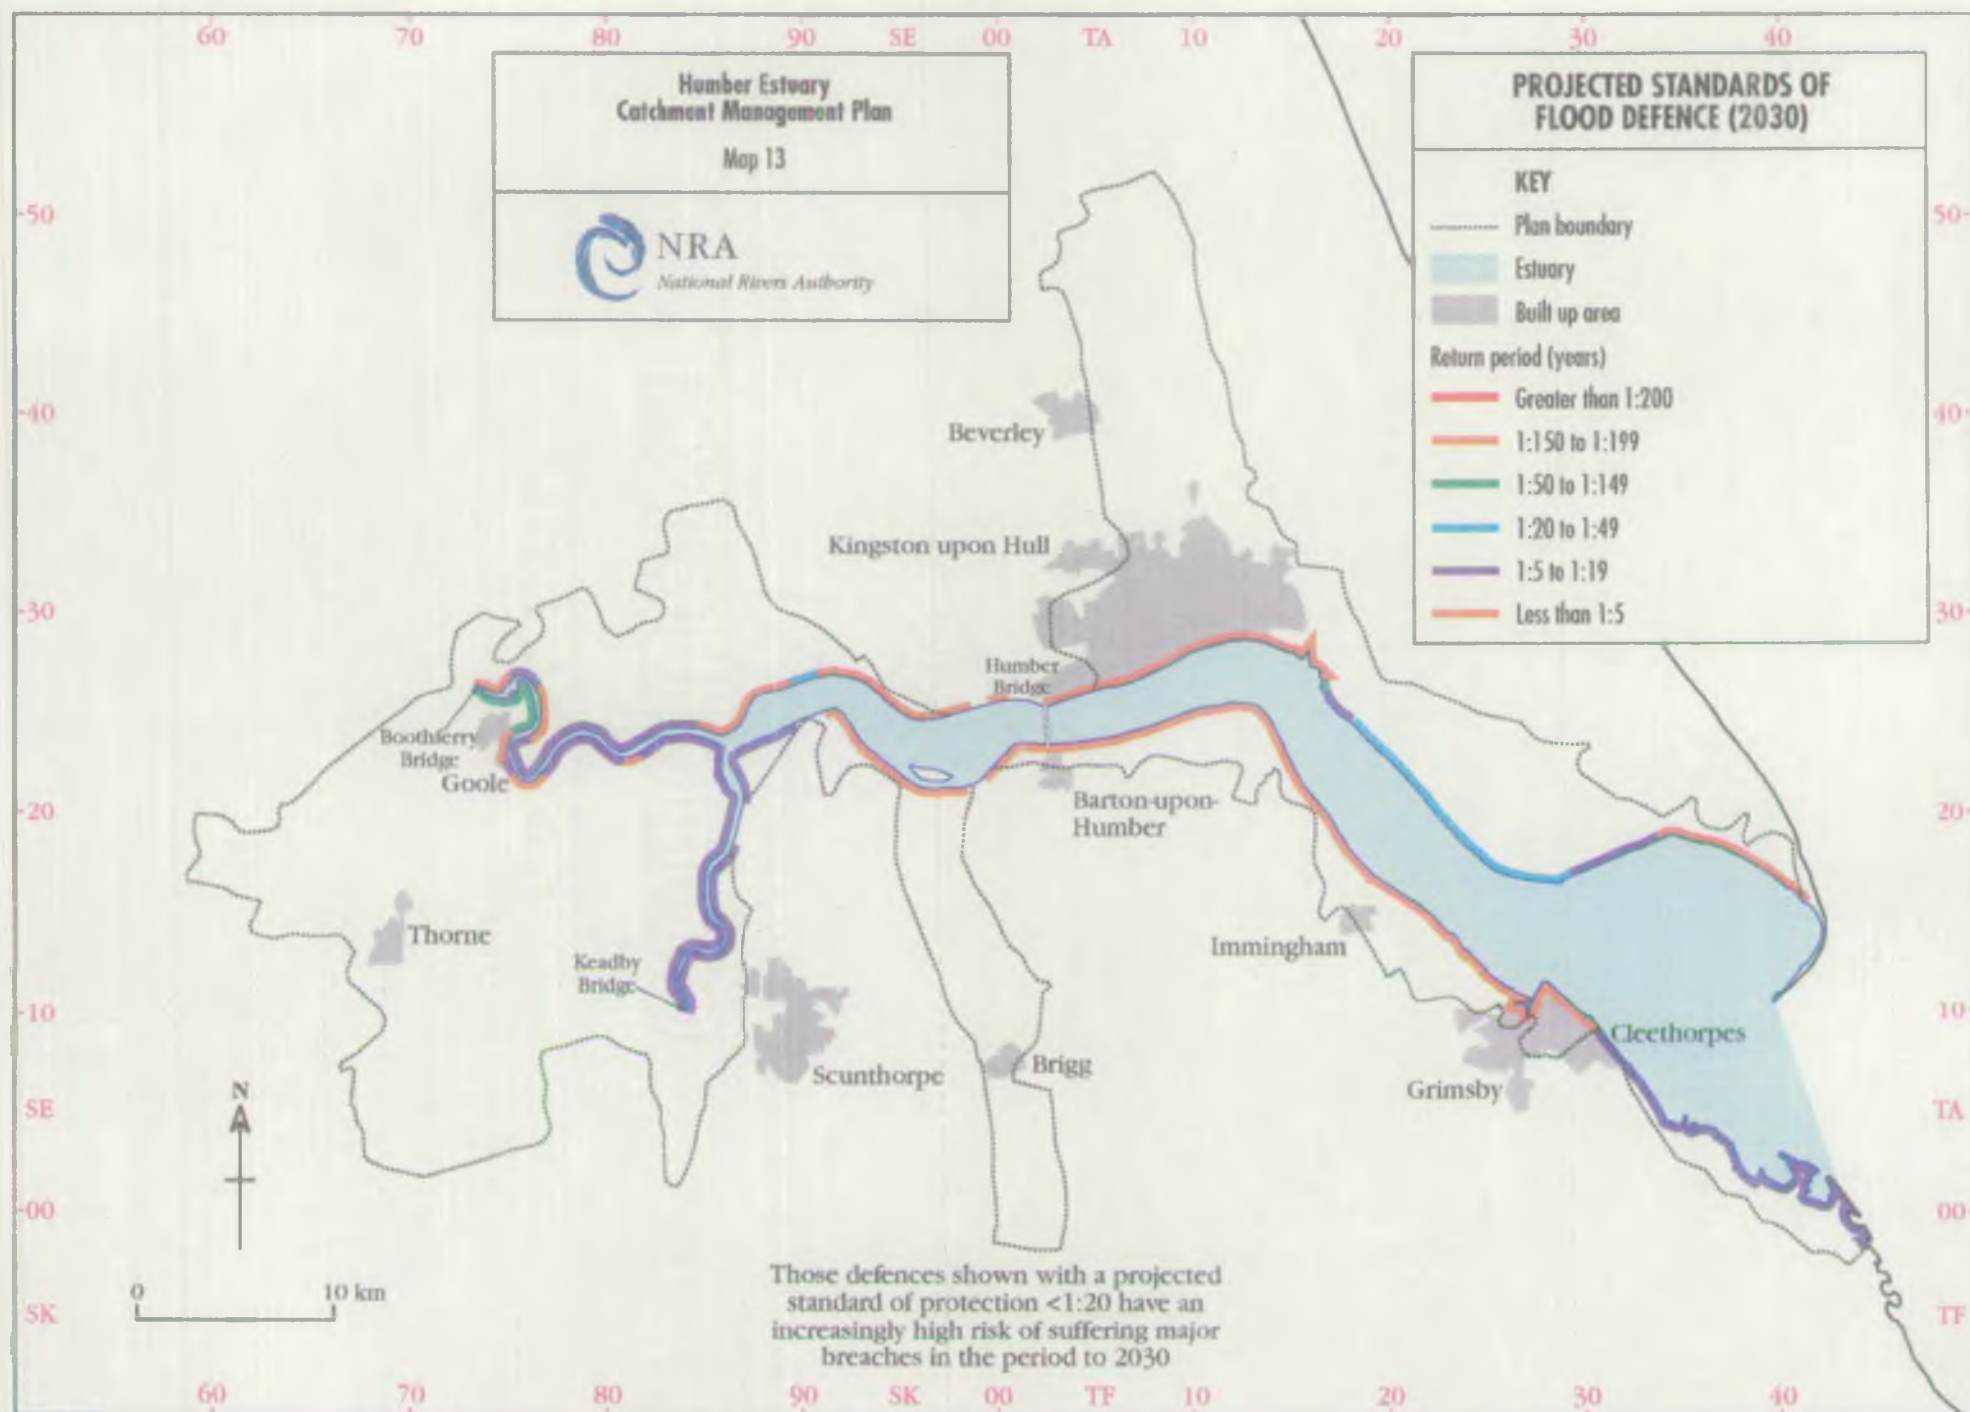 60 70 80 90 SE 00 TA 10 20 30 40
Humber Estuary
Catchment Management Plan
Map 13
NRA
National Rivers Authority
PROJECTED STANDARDS OF
FLOOD DEFENCE (2030)
KEY
Plan boundary
Estuary
Built up area
Return period (years)
Greater than 1:200
1:150 to 1:199
1:50 to 1:149
1:20 to 1:49
1:5 to 1:19
Less than 1:5
50 50
40 40
30 30
20 20
10 10
SE TA
00 00
SK TF
Beverley
Kingston upon Hull
Humber
Bridge
Boothferry
Bridge
Goole
Barton-upon-
Humber
Thorne
Keadby
Bridge
Immingham
Scunthorpe
Brigg
Cleethorpes
Grimsby
N
0 10 km
Those defences shown with a projected
standard of protection <1:20 have an
increasingly high risk of suffering major
breaches in the period to 2030
60 70 80 90 SK 00 TF 10 20 30 40